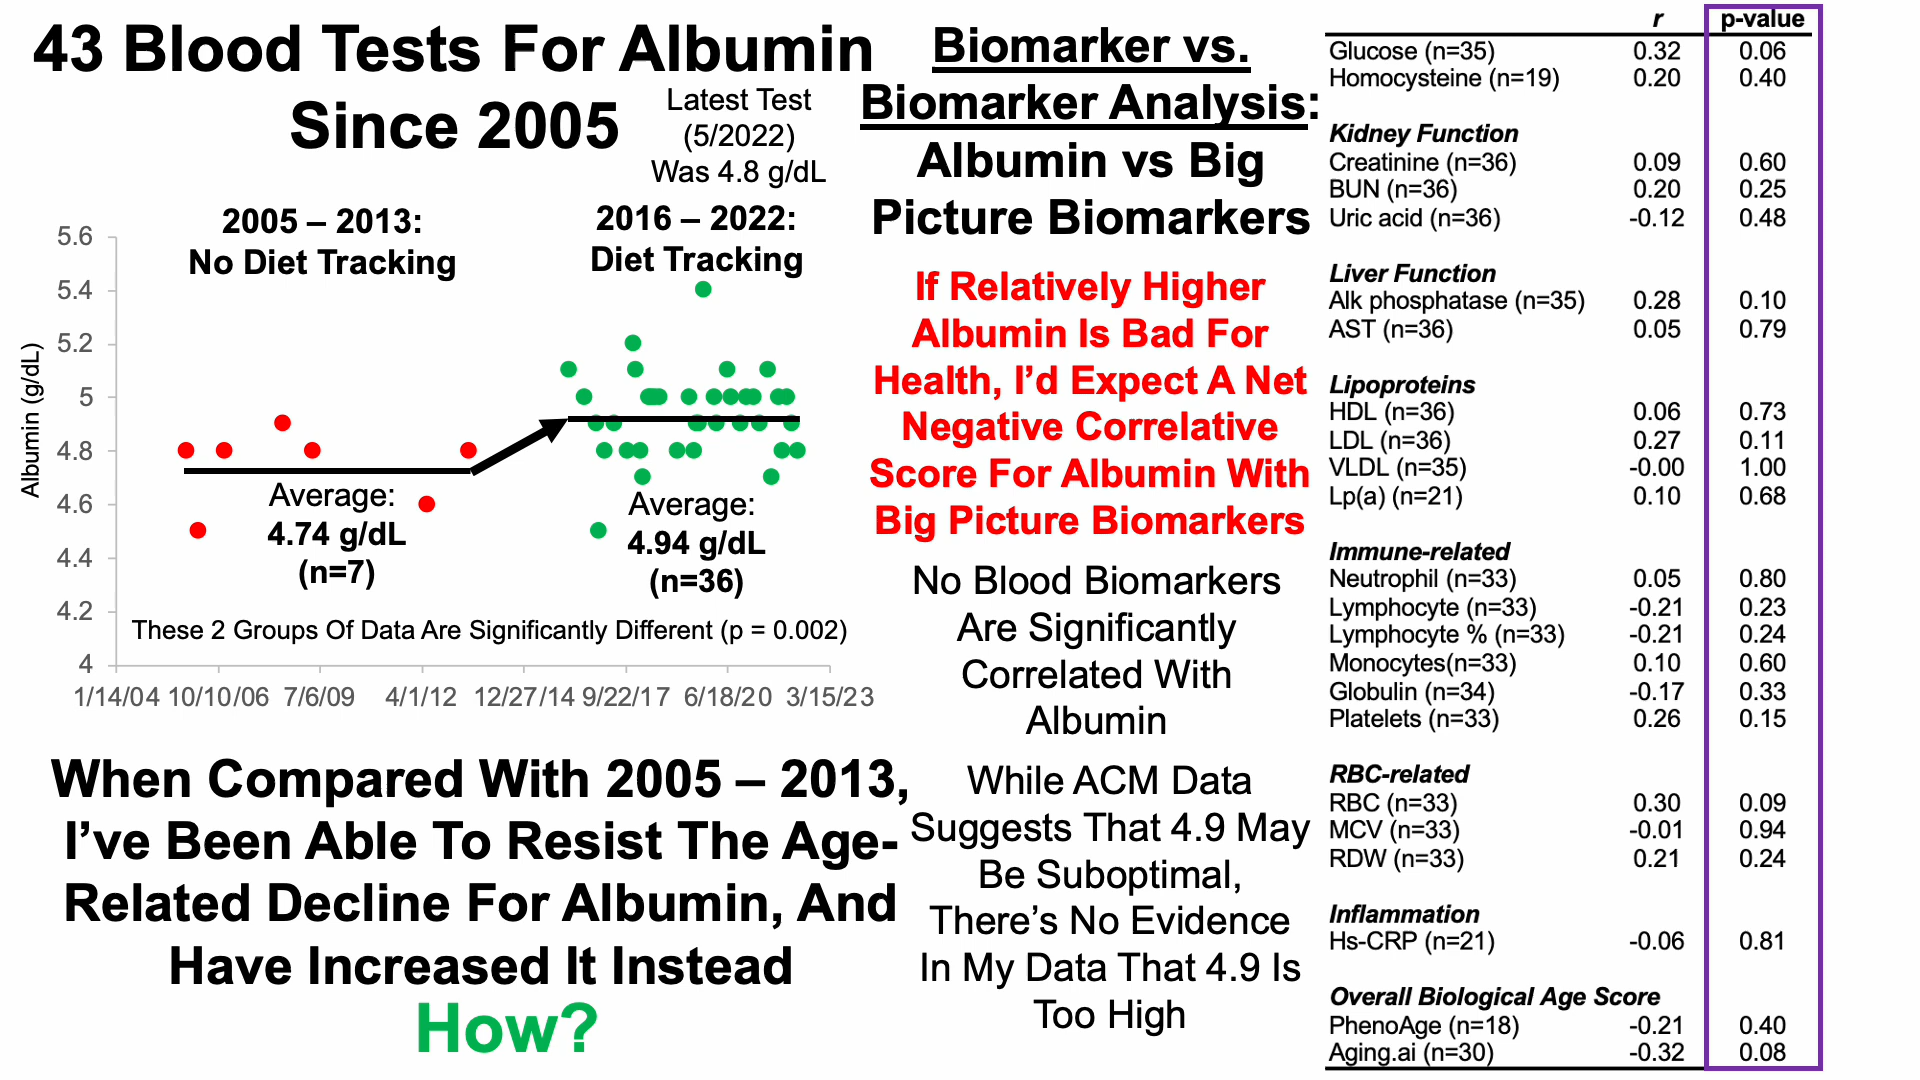 43 Blood Tests For Albumin
Since 2005
Latest Test
(5/2022)
Was 4.8 g/dL
2005 – 2013:
No Diet Tracking
2016 – 2022:
Diet Tracking
Albumin (g/dL)
5.6
5.4
5.2
5
4.8
4.6
4.4
4.2
4
Average:
4.74 g/dL
(n=7)
Average:
4.94 g/dL
(n=36)
These 2 Groups Of Data Are Significantly Different (p = 0.002)
1/14/04 10/10/06 7/6/09 4/1/12 12/27/14 9/22/17 6/18/20 3/15/23
When Compared With 2005 – 2013,
I’ve Been Able To Resist The Age-
Related Decline For Albumin, And
Have Increased It Instead
How?
Biomarker vs.
Biomarker Analysis:
Albumin vs Big
Picture Biomarkers
If Relatively Higher
Albumin Is Bad For
Health, I’d Expect A Net
Negative Correlative
Score For Albumin With
Big Picture Biomarkers
No Blood Biomarkers
Are Significantly
Correlated With
Albumin
While ACM Data
Suggests That 4.9 May
Be Suboptimal,
There’s No Evidence
In My Data That 4.9 Is
Too High
r p-value
Glucose (n=35) 0.32 0.06
Homocysteine (n=19) 0.20 0.40
Kidney Function
Creatinine (n=36) 0.09 0.60
BUN (n=36) 0.20 0.25
Uric acid (n=36) -0.12 0.48
Liver Function
Alk phosphatase (n=35) 0.28 0.10
AST (n=36) 0.05 0.79
Lipoproteins
HDL (n=36) 0.06 0.73
LDL (n=36) 0.27 0.11
VLDL (n=35) -0.00 1.00
Lp(a) (n=21) 0.10 0.68
Immune-related
Neutrophil (n=33) 0.05 0.80
Lymphocyte (n=33) -0.21 0.23
Lymphocyte % (n=33) -0.21 0.24
Monocytes(n=33) 0.10 0.60
Globulin (n=34) -0.17 0.33
Platelets (n=33) 0.26 0.15
RBC-related
RBC (n=33) 0.30 0.09
MCV (n=33) -0.01 0.94
RDW (n=33) 0.21 0.24
Inflammation
Hs-CRP (n=21) -0.06 0.81
Overall Biological Age Score
PhenoAge (n=18) -0.21 0.40
Aging.ai (n=30) -0.32 0.08